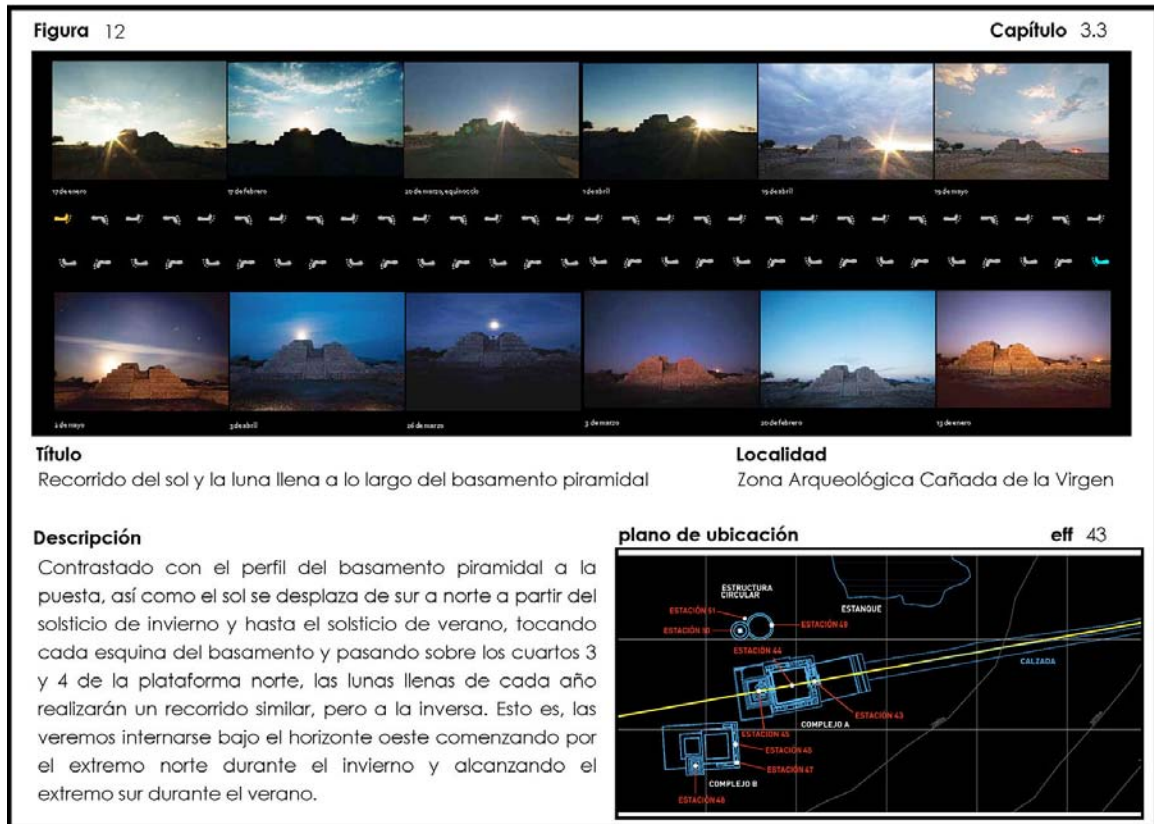 Figura 12
Capítulo 3.3
17 de enero
17 de febrero
20 de marzo, equinoccio
1 de abril
19 de abril
19 de mayo
2 de mayo
3 de abril
26 de marzo
3 de marzo
20 de febrero
13 de enero
Título
Recorrido del sol y la luna llena a lo largo del basamento piramidal
Localidad
Zona Arqueológica Cañada de la Virgen
Descripción
Contrastado con el perfil del basamento piramidal a la
puesta, así como el sol se desplaza de sur a norte a partir del
solsticio de invierno y hasta el solsticio de verano, tocando
cada esquina del basamento y pasando sobre los cuartos 3
y 4 de la plataforma norte, las lunas llenas de cada año
realizarán un recorrido similar, pero a la inversa. Esto es, las
veremos internarse bajo el horizonte oeste comenzando por
el extremo norte durante el invierno y alcanzando el
extremo sur durante el verano.
plano de ubicación
eff 43
ESTRUCTURA
CIRCULAR
ESTANQUE
ESTACIÓN 51
ESTACIÓN 50
ESTACIÓN 49
ESTACIÓN 44
CALZADA
ESTACIÓN 43
COMPLEJO A
ESTACIÓN 45
ESTACIÓN 46
ESTACIÓN 47
COMPLEJO B
ESTACIÓN 48